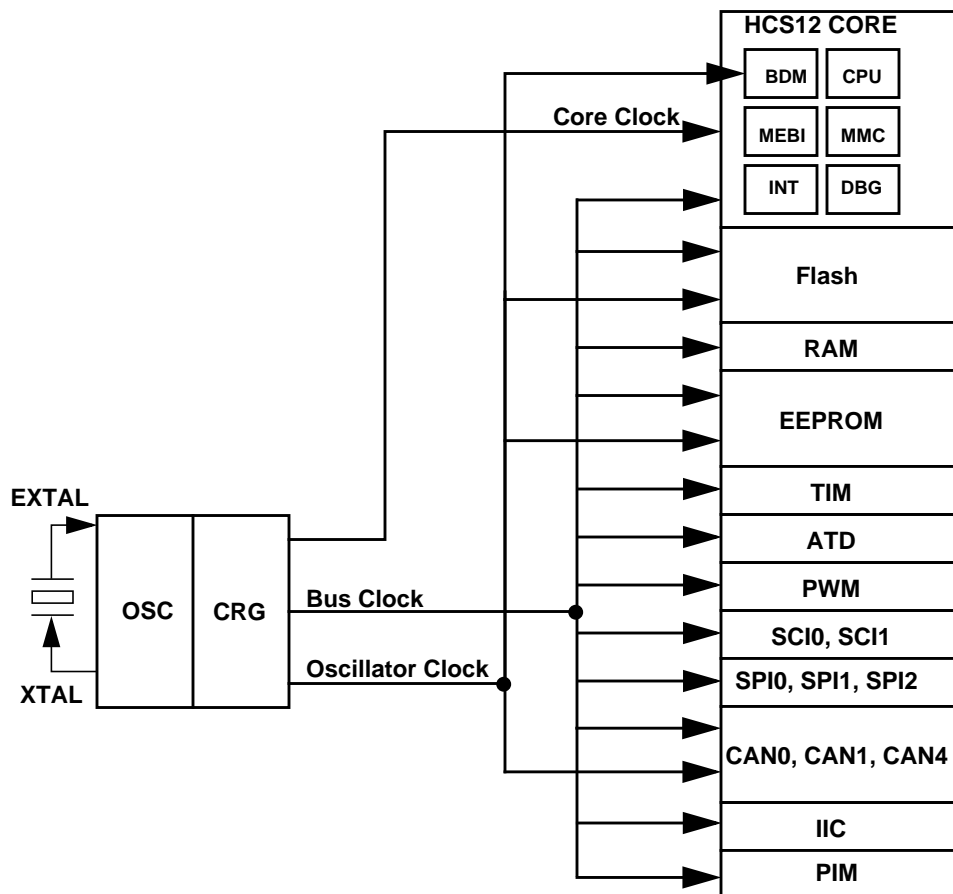 HCS12 CORE
BDM
CPU
Core Clock
MEBI
MMC
INT
DBG
Flash
RAM
EEPROM
EXTAL
TIM
ATD
PWM
OSC
CRG
Bus Clock
SCI0, SCI1
Oscillator Clock
SPI0, SPI1, SPI2
XTAL
CAN0, CAN1, CAN4
IIC
PIM